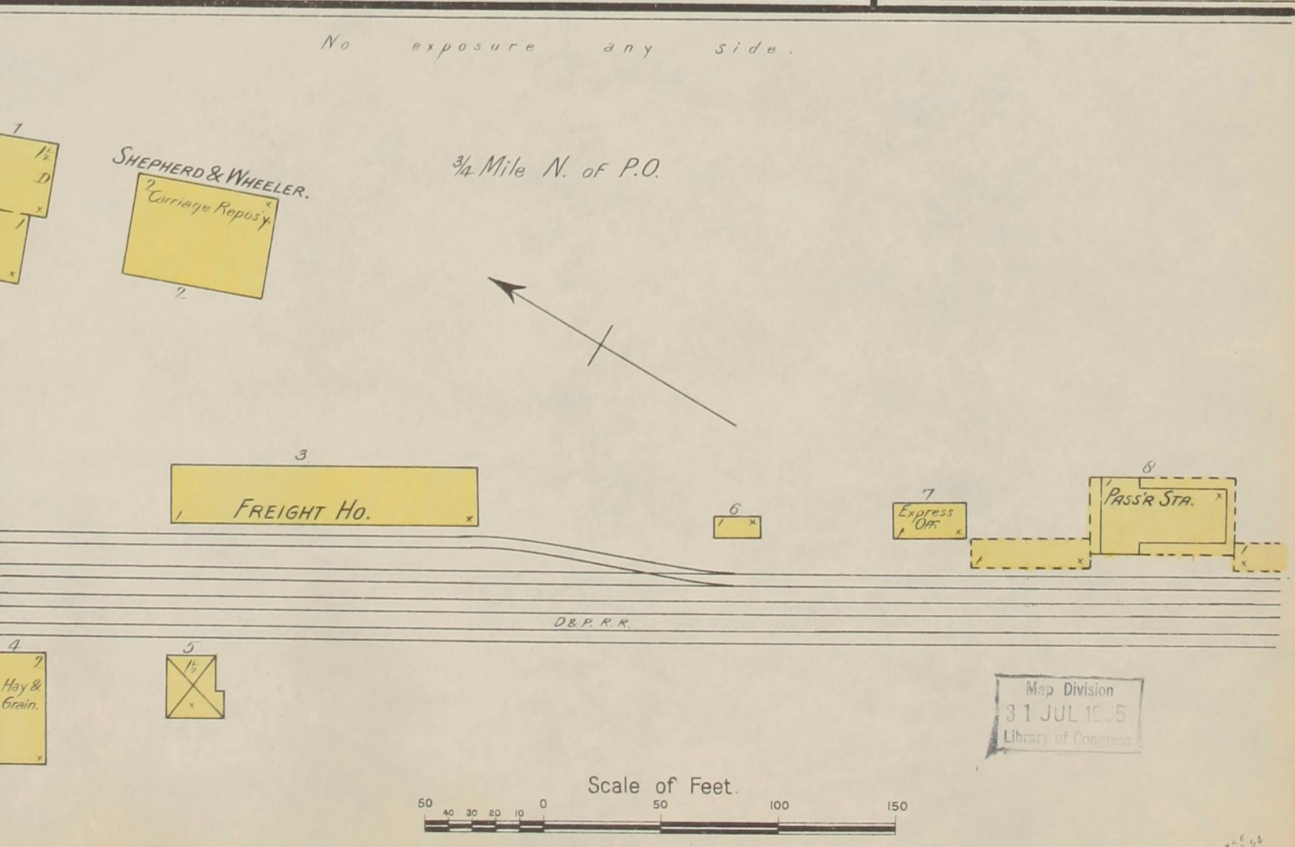 No exposure any side.
1
1½
D
x
1
x
SHEPHERD & WHEELER.
2
x
Carriage Repos'y.
2
¾ Mile N. of P.O.
3
1
FREIGHT HO.
x
6
1 x
7
Express
Off.
1 x
8
1
PASS'R STA.
x
1 x
1
x
D & P. R. R.
4
2
Hay &
Grain.
x
5
1½
x
Map Division
31 JUL
Library of Congress
Scale of Feet.
50 40 30 20 10 0 50 100 150